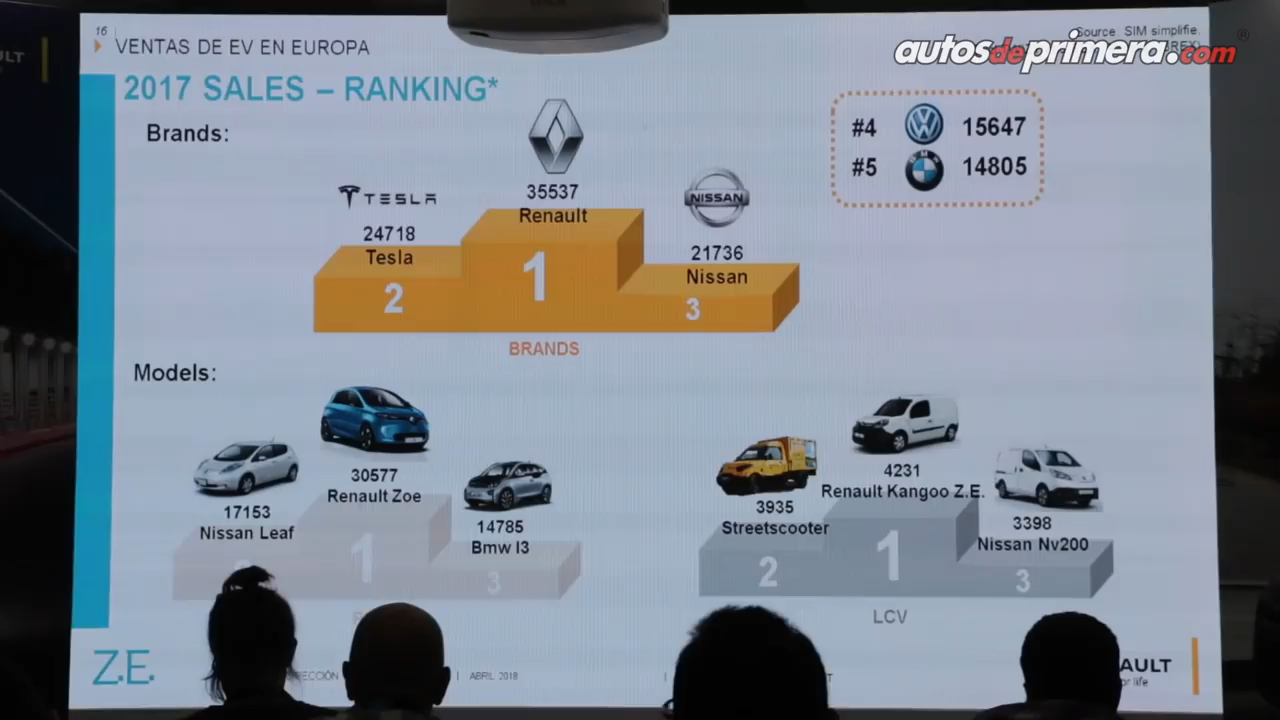 16
VENTAS DE EV EN EUROPA
Source SIM simplifie.
autosdeprimera.com
®
2017 SALES – RANKING*
Brands:
#4 15647
#5 14805
TESLA
24718
Tesla
2
35537
Renault
1
NISSAN
21736
Nissan
3
BRANDS
Models:
17153
Nissan Leaf
30577
Renault Zoe
1
14785
Bmw I3
3
3935
Streetscooter
2
4231
Renault Kangoo Z.E.
1
3398
Nissan Nv200
3
LCV
Z.E.
ABRIL 2018